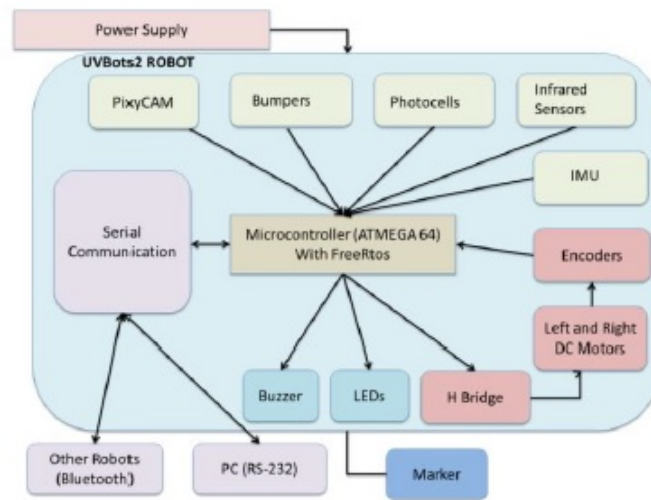 Power Supply
UVBots2 ROBOT
PixyCAM
Bumpers
Photocells
Infrared
Sensors
IMU
Serial
Communication
Microcontroller (ATMEGA 64)
With FreeRtos
Encoders
Left and Right
DC Motors
Buzzer
LEDs
H Bridge
Other Robots
(Bluetooth)
PC (RS-232)
Marker